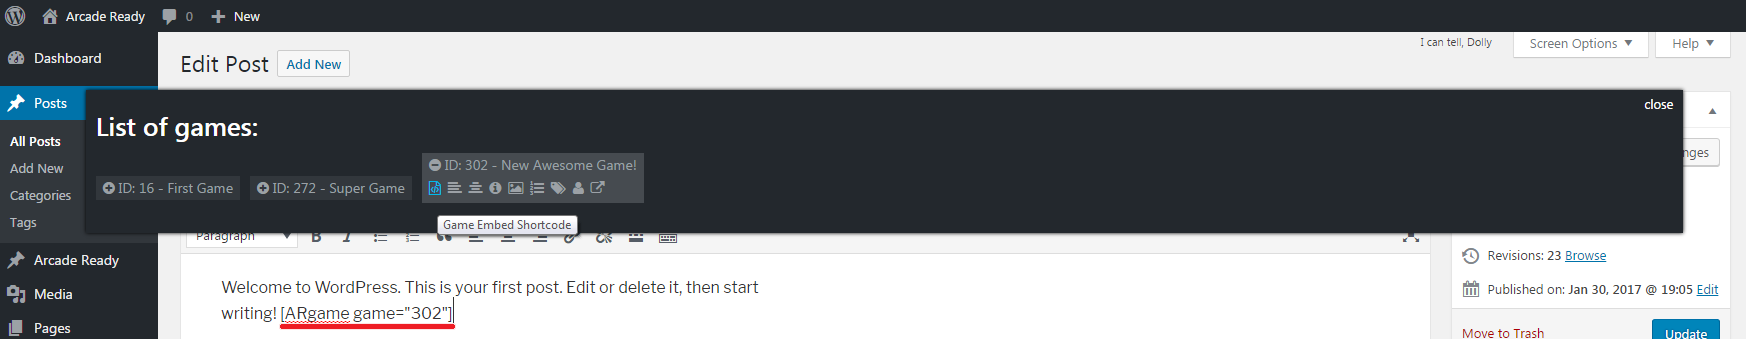 Arcade Ready 0 New
I can tell, Dolly Screen Options Help
Dashboard
Edit Post Add New
Posts
close
List of games:
All Posts
Add New
ID: 302 - New Awesome Game!
ID: 16 - First Game ID: 272 - Super Game
Categories
Tags
Game Embed Shortcode
Paragraph
Arcade Ready
Revisions: 23 Browse
Welcome to WordPress. This is your first post. Edit or delete it, then start
Media
Published on: Jan 30, 2017 @ 19:05 Edit
writing! [ARgame game="302"]
Pages
Move to Trash Update